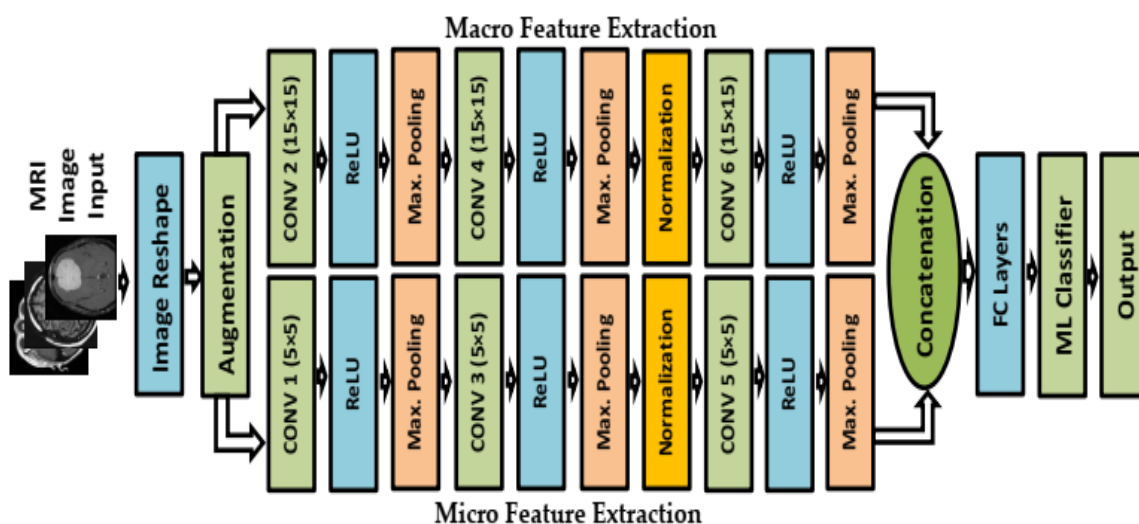 Macro Feature Extraction
MRI
Image
Input
Image Reshape
Augmentation
CONV 2 (15×15)
ReLU
Max. Pooling
CONV 4 (15×15)
ReLU
Max. Pooling
Normalization
CONV 6 (15×15)
ReLU
Max. Pooling
CONV 1 (5×5)
ReLU
Max. Pooling
CONV 3 (5×5)
ReLU
Max. Pooling
Normalization
CONV 5 (5×5)
ReLU
Max. Pooling
Concatenation
FC Layers
ML Classifier
Output
Micro Feature Extraction